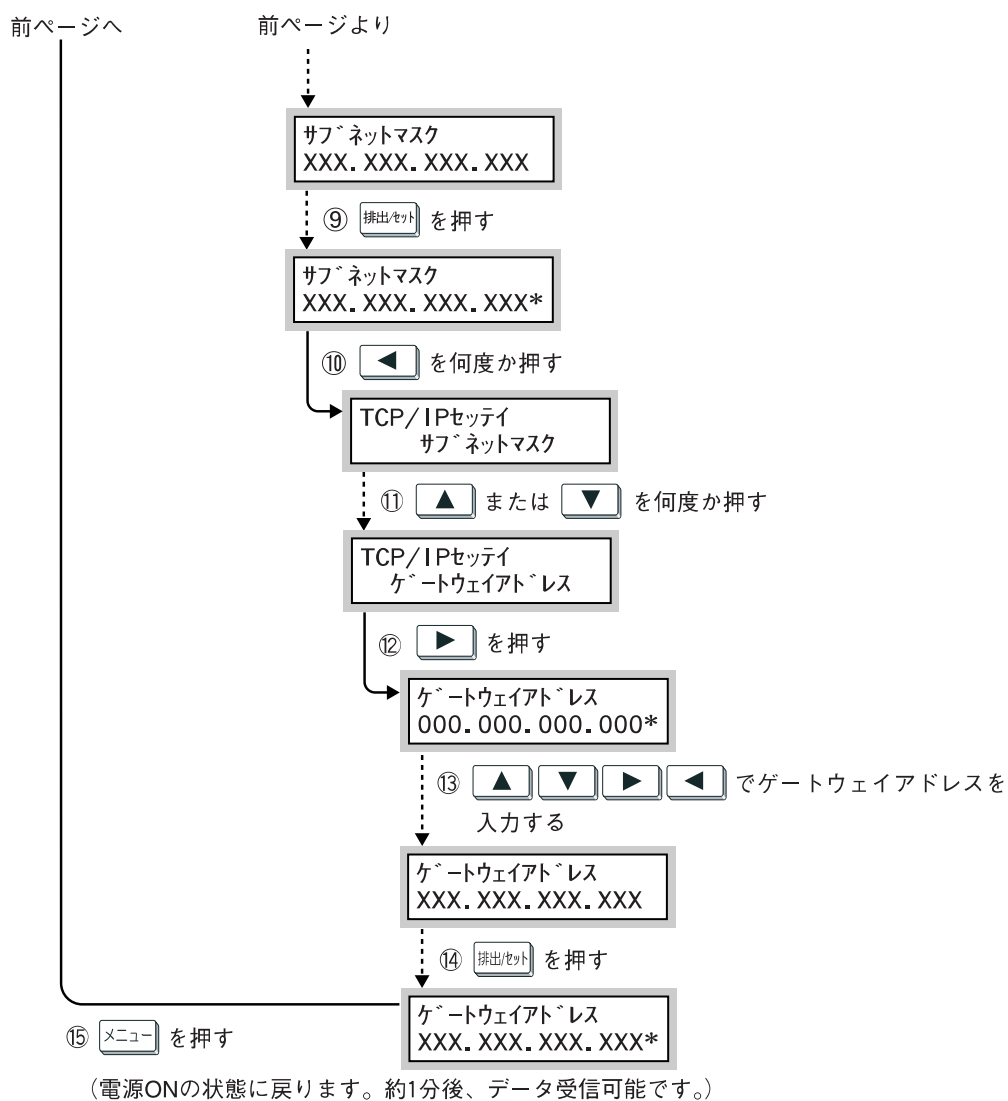 前ページへ
前ページより
サブネットマスク
XXX.XXX.XXX.XXX
⑨ 排出/セット を押す
サブネットマスク
XXX.XXX.XXX.XXX*
⑩ ◀ を何度か押す
TCP/IPセッテイ
サブネットマスク
⑪ ▲ または ▼ を何度か押す
TCP/IPセッテイ
ゲートウェイアドレス
⑫ ▶ を押す
ゲートウェイアドレス
000.000.000.000*
⑬ ▲ ▼ ▶ ◀ でゲートウェイアドレスを
入力する
ゲートウェイアドレス
XXX.XXX.XXX.XXX
⑭ 排出/セット を押す
ゲートウェイアドレス
XXX.XXX.XXX.XXX*
⑮ メニュー を押す
(電源ONの状態に戻ります。約1分後、データ受信可能です。)